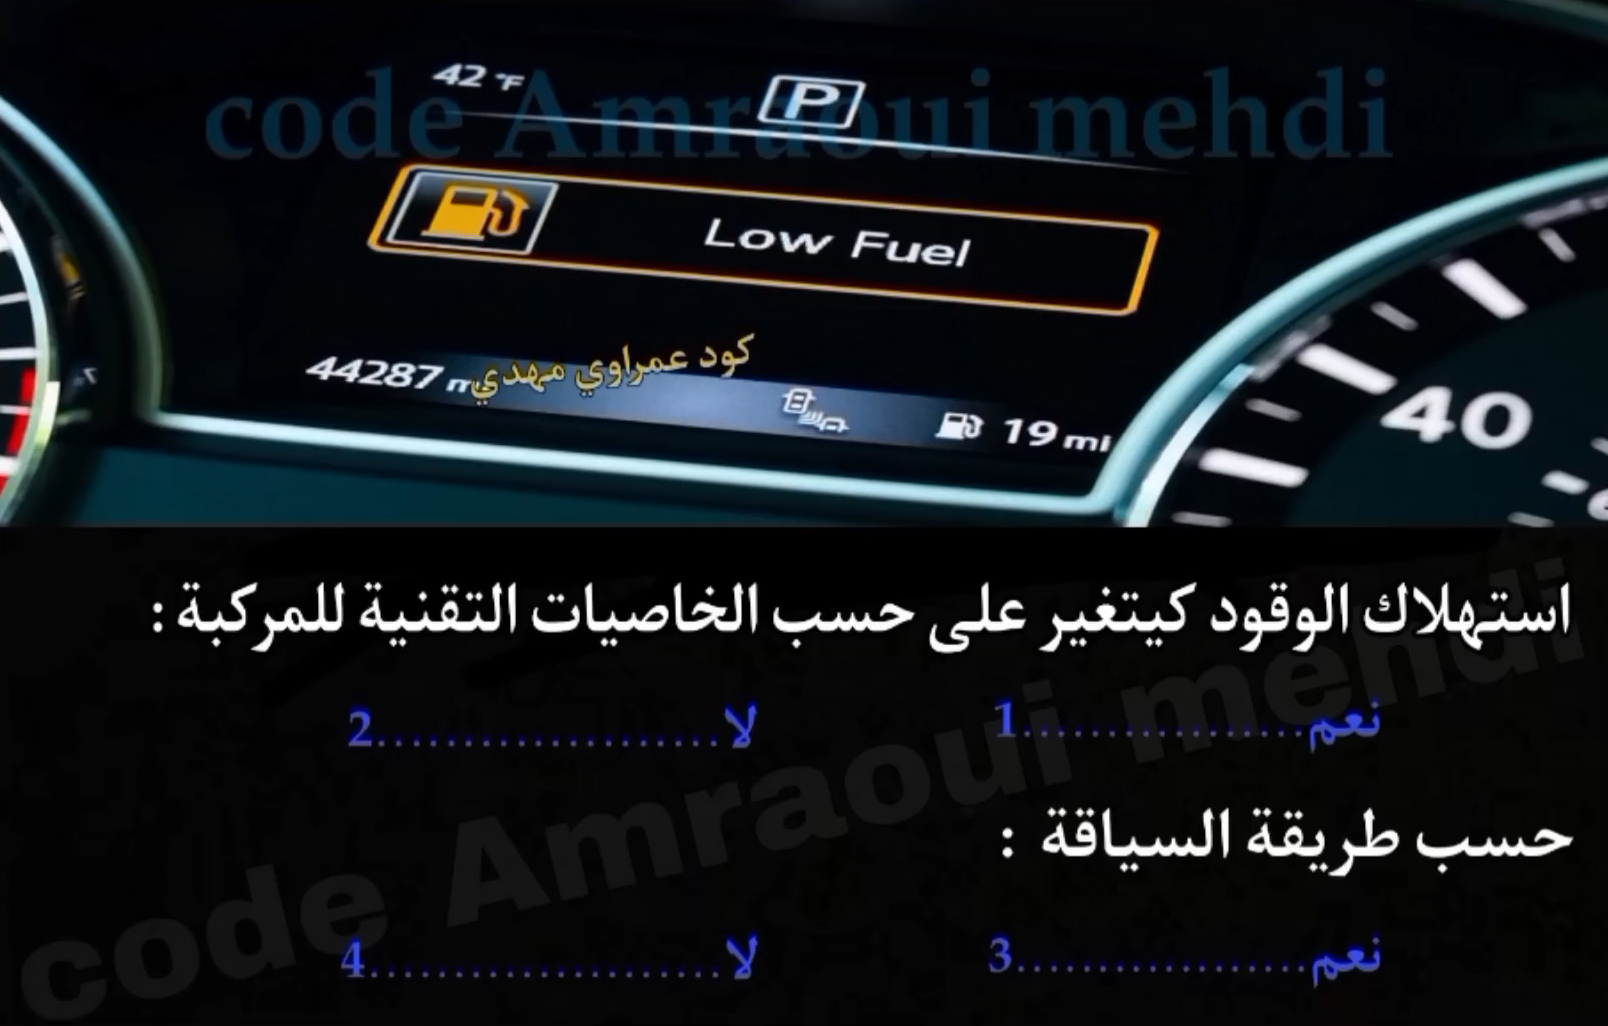 42 °F
P
code Amraoui mehdi
Low Fuel
كود عمراوي مهدي
44287 m
19 mi
40
استهلاك الوقود كيتغير على حسب الخاصيات التقنية للمركبة :
نعم.................1 لا.....................2
حسب طريقة السياقة :
نعم..................3 لا......................4
code Amraoui mehdi